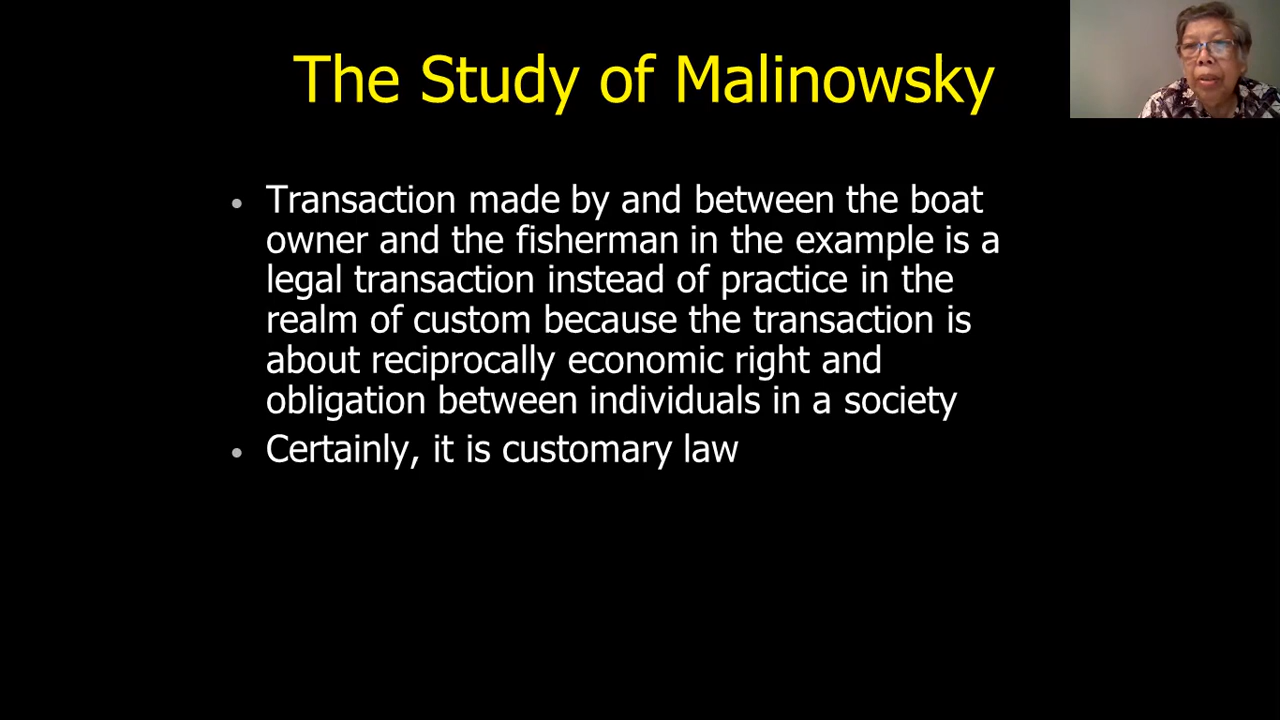 The Study of Malinowsky
• Transaction made by and between the boat
owner and the fisherman in the example is a
legal transaction instead of practice in the
realm of custom because the transaction is
about reciprocally economic right and
obligation between individuals in a society
• Certainly, it is customary law